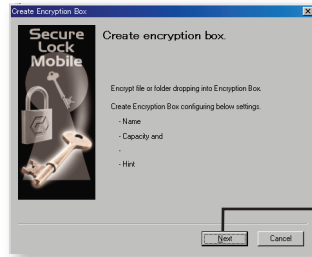 Create Encryption Box
Secure
Lock
Mobile
Create encryption box.
Encrypt file or folder dropping into Encryption Box.
Create Encryption Box configuring below settings.
- Name
- Capacity and
-
- Hint
Next
Cancel